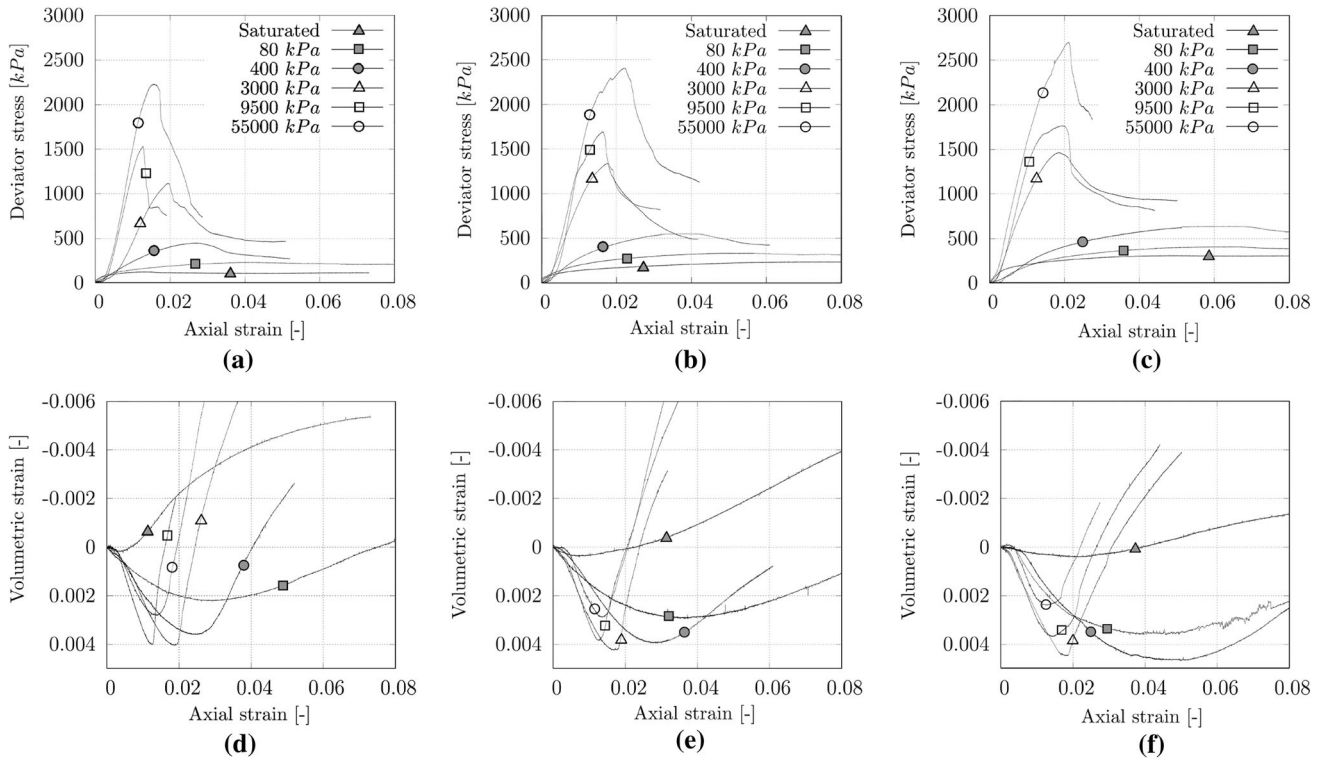 Deviator stress [kPa]
3000
2500
2000
1500
1000
500
0
Saturated
80 kPa
400 kPa
3000 kPa
9500 kPa
55000 kPa
0 0.02 0.04 0.06 0.08
Axial strain [-]
(a)
Deviator stress [kPa]
3000
2500
2000
1500
1000
500
0
Saturated
80 kPa
400 kPa
3000 kPa
9500 kPa
55000 kPa
0 0.02 0.04 0.06 0.08
Axial strain [-]
(b)
Deviator stress [kPa]
3000
2500
2000
1500
1000
500
0
Saturated
80 kPa
400 kPa
3000 kPa
9500 kPa
55000 kPa
0 0.02 0.04 0.06 0.08
Axial strain [-]
(c)
Volumetric strain [-]
-0.006
-0.004
-0.002
0
0.002
0.004
0 0.02 0.04 0.06 0.08
Axial strain [-]
(d)
Volumetric strain [-]
-0.006
-0.004
-0.002
0
0.002
0.004
0 0.02 0.04 0.06 0.08
Axial strain [-]
(e)
Volumetric strain [-]
-0.006
-0.004
-0.002
0
0.002
0.004
0 0.02 0.04 0.06 0.08
Axial strain [-]
(f)